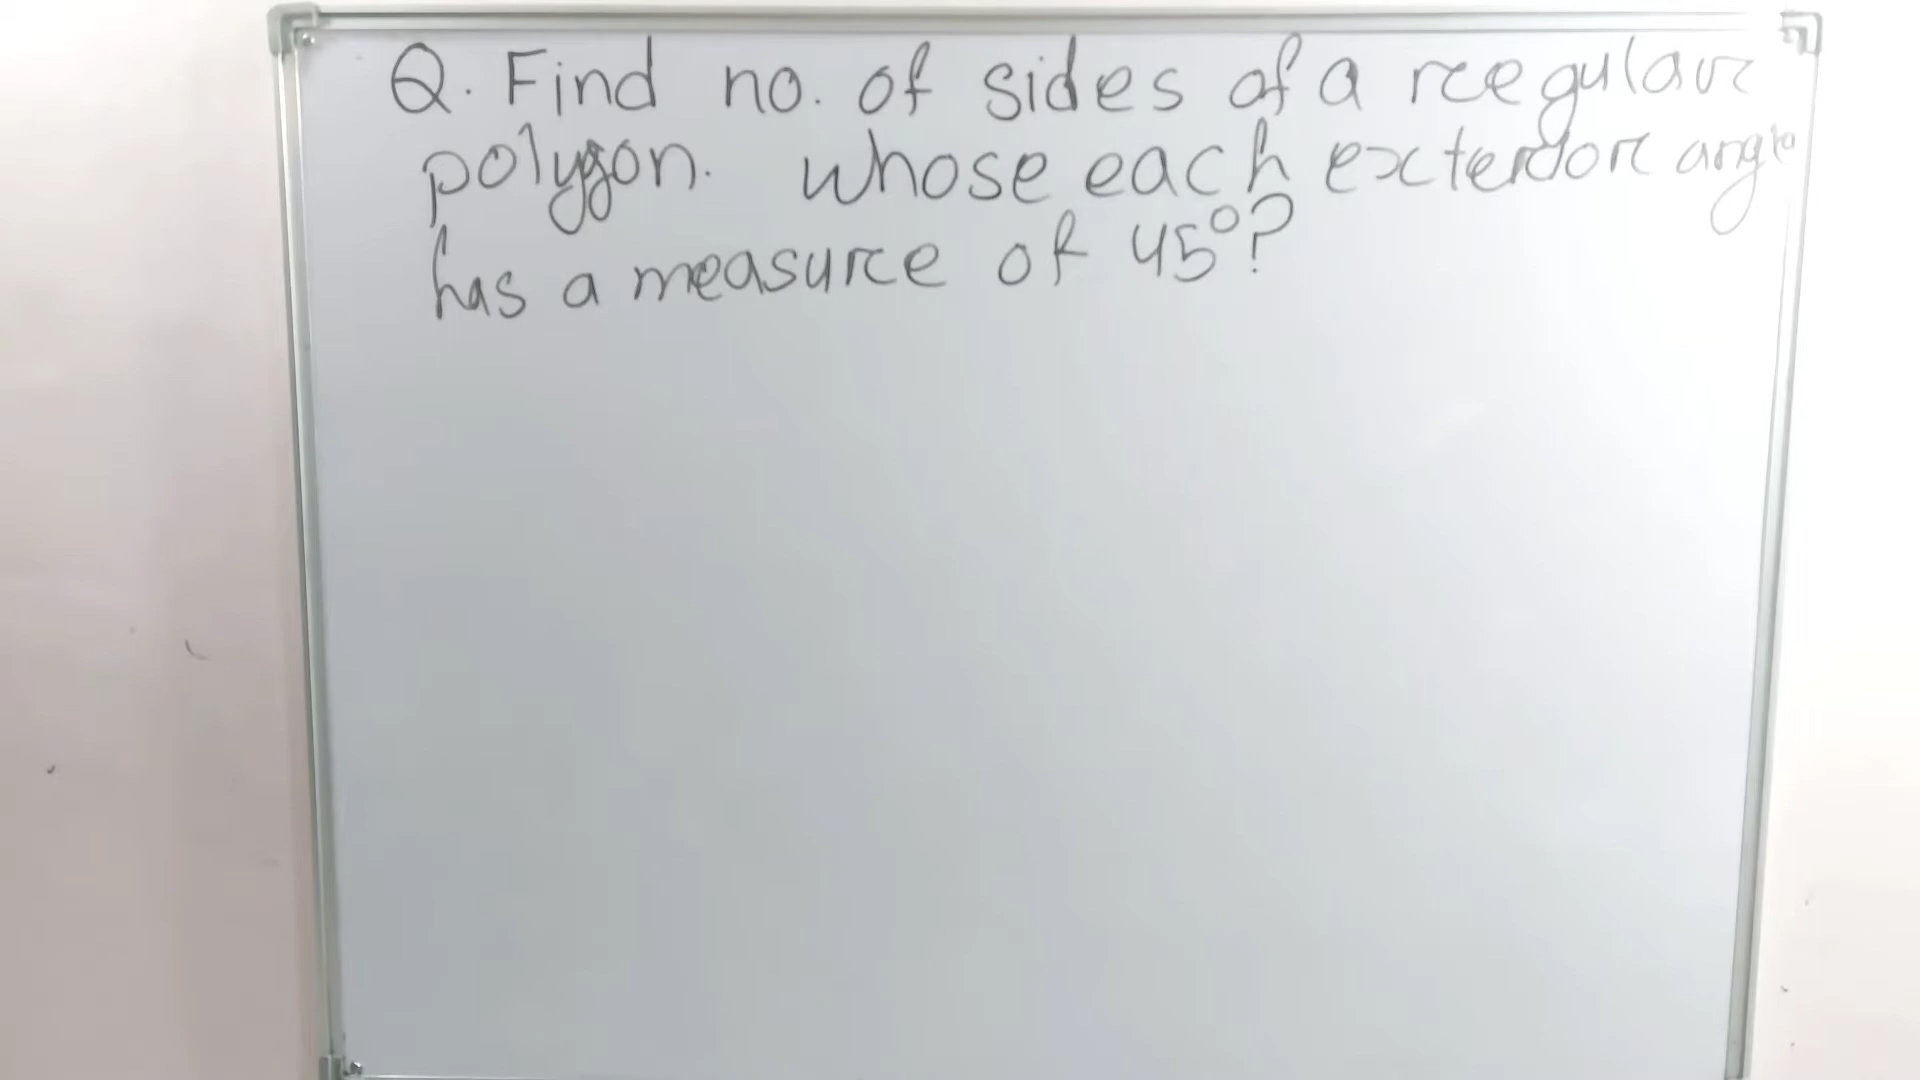 Q. Find no. of sides of a regular
polygon. whose each exterior angle
has a measure of 45°?